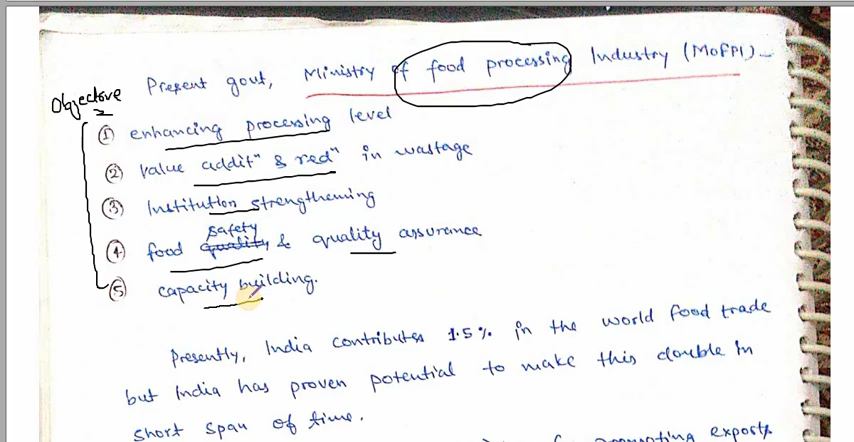 Present govt, Ministry of food processing Industry (MoFPI) -
Objective
① enhancing processing level
② value addit" & red" in wastage
③ Institution strengthening
④ food quality safety & quality assurance
⑤ capacity building.
Presently, India contributes 1.5% in the world food trade
but India has proven potential to make this double in
short span of time.
promoting exports